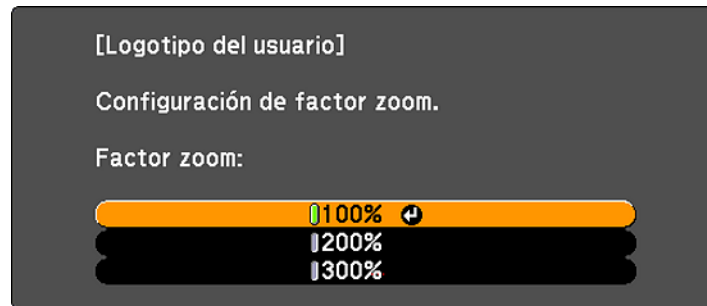 [Logotipo del usuario]
Configuración de factor zoom.
Factor zoom:
100%
200%
300%